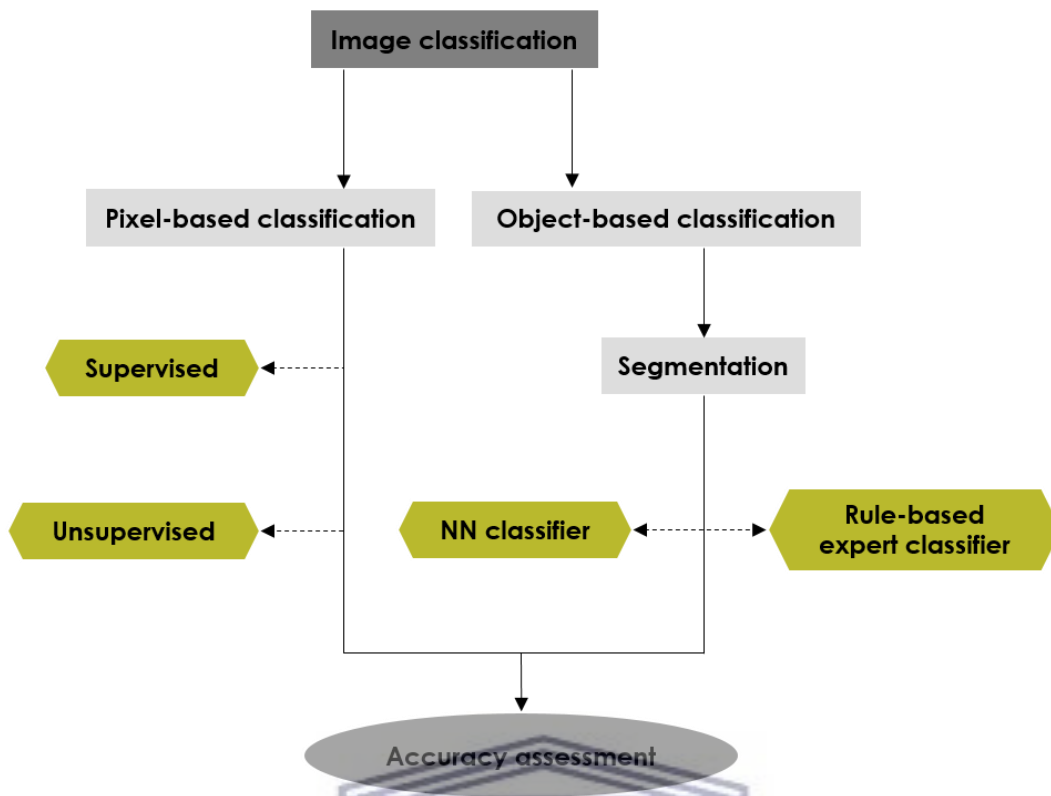 Image classification
Pixel-based classification
Object-based classification
Supervised
Segmentation
Unsupervised
NN classifier
Rule-based
expert classifier
Accuracy assessment